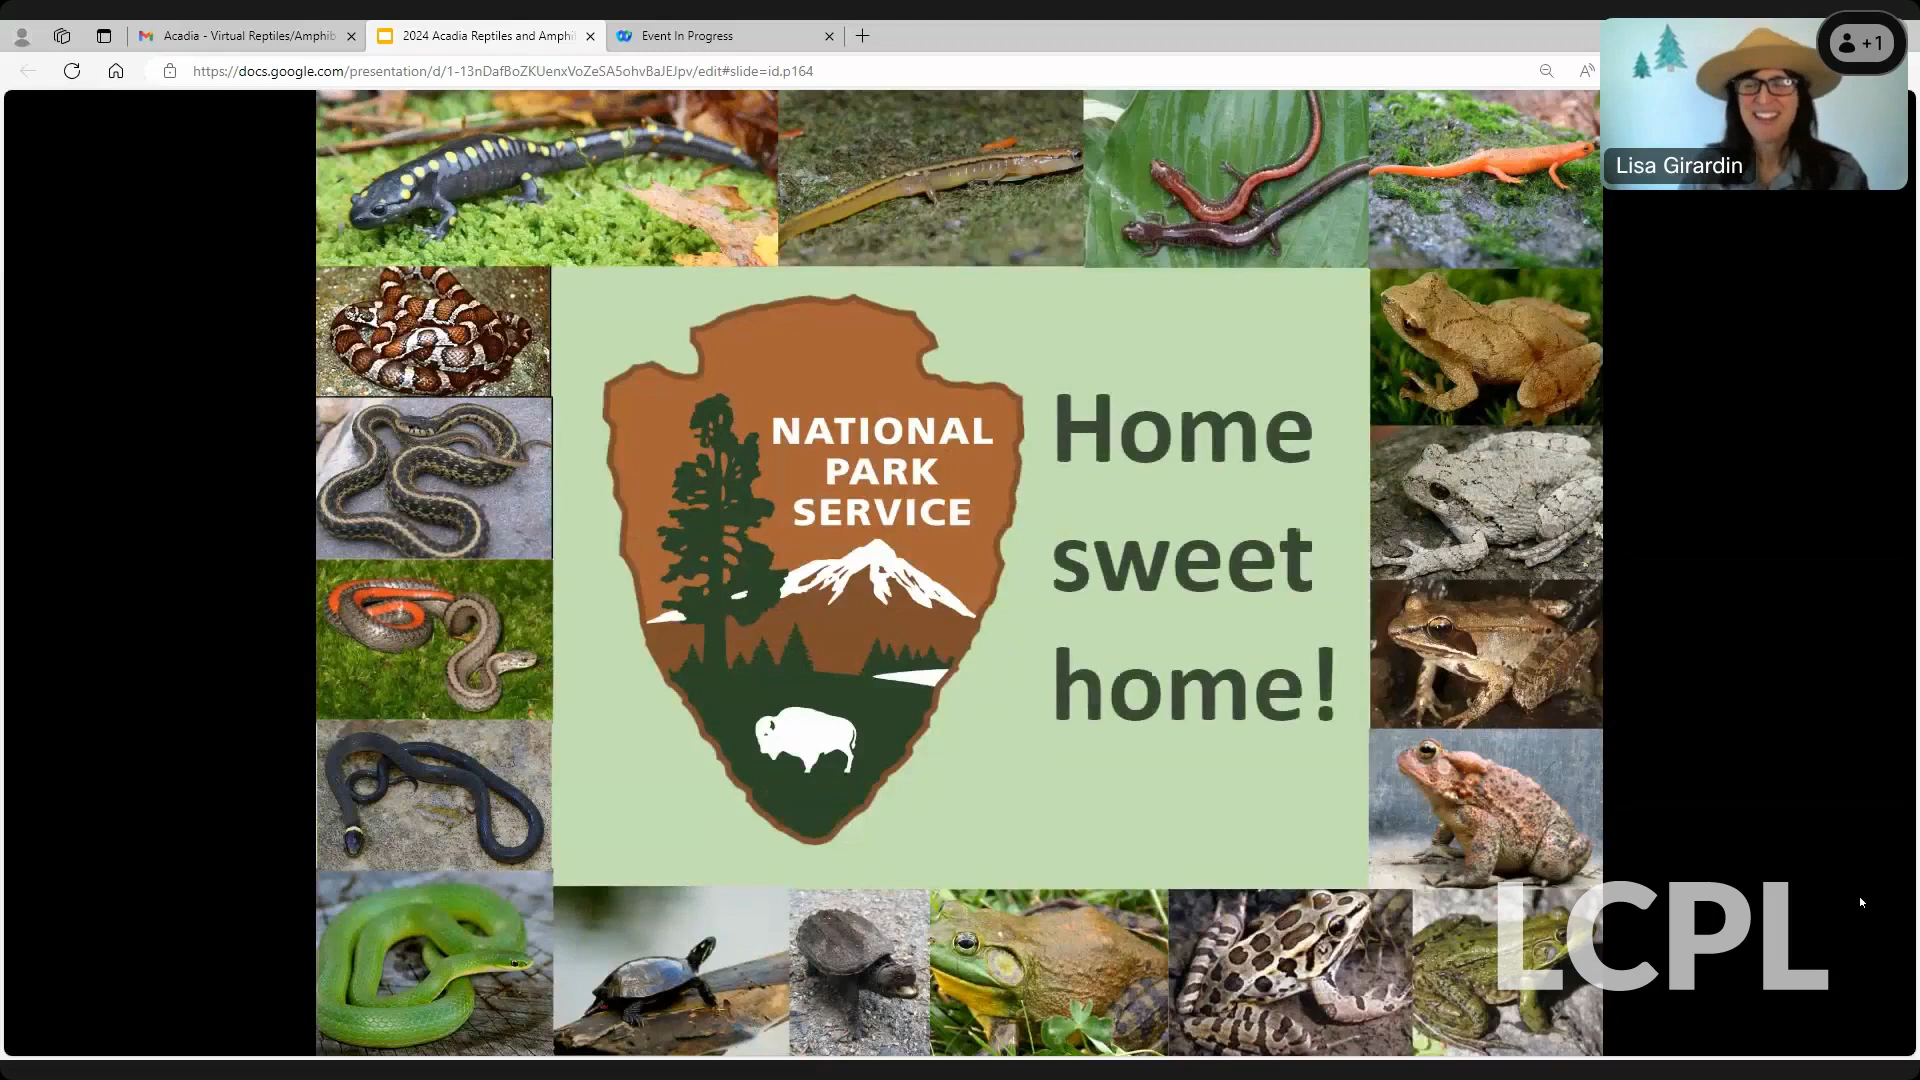 Acadia - Virtual Reptiles/Amphib
2024 Acadia Reptiles and Amphi
Event In Progress
https://docs.google.com/presentation/d/1-13nDafBoZKUenxVoZeSA5ohvBaJEJpv/edit#slide=id.p164
+1
Lisa Girardin
NATIONAL
PARK
SERVICE
Home
sweet
home!
LCPL